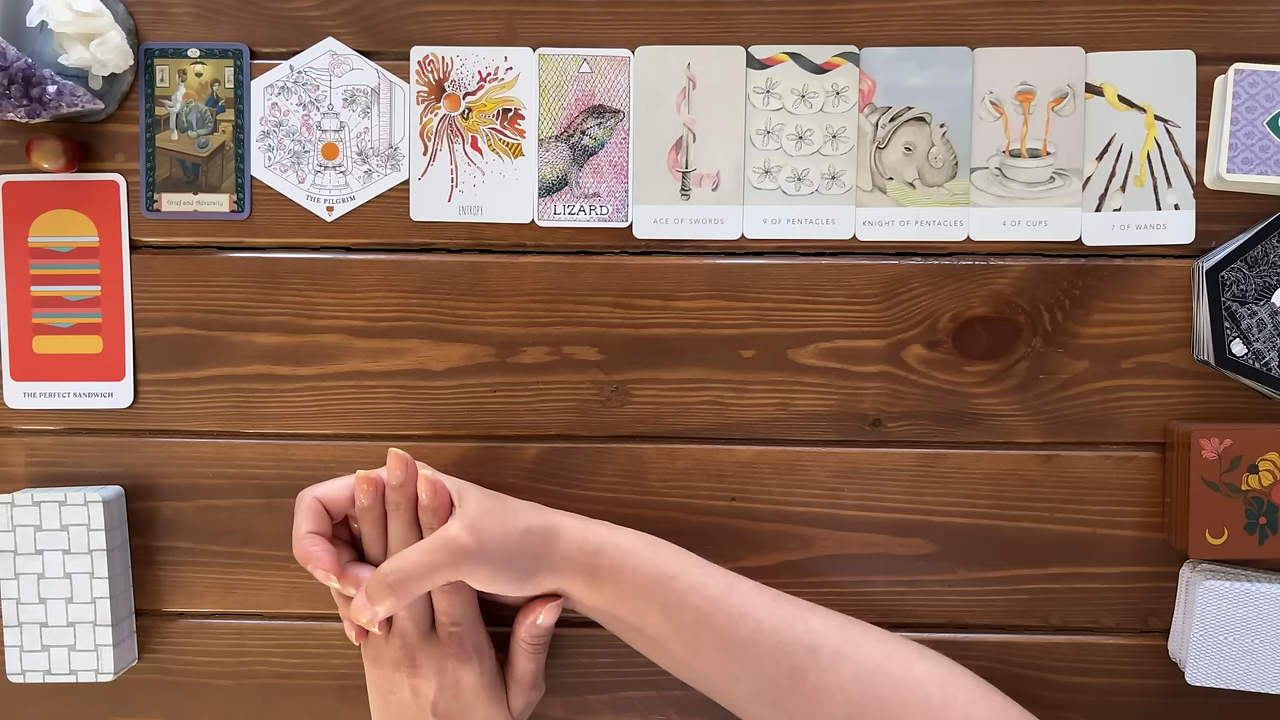 Grief and Adversity
THE PILGRIM
ENTROPY
LIZARD
ACE OF SWORDS
9 OF PENTACLES
KNIGHT OF PENTACLES
4 OF CUPS
7 OF WANDS
THE PERFECT SANDWICH